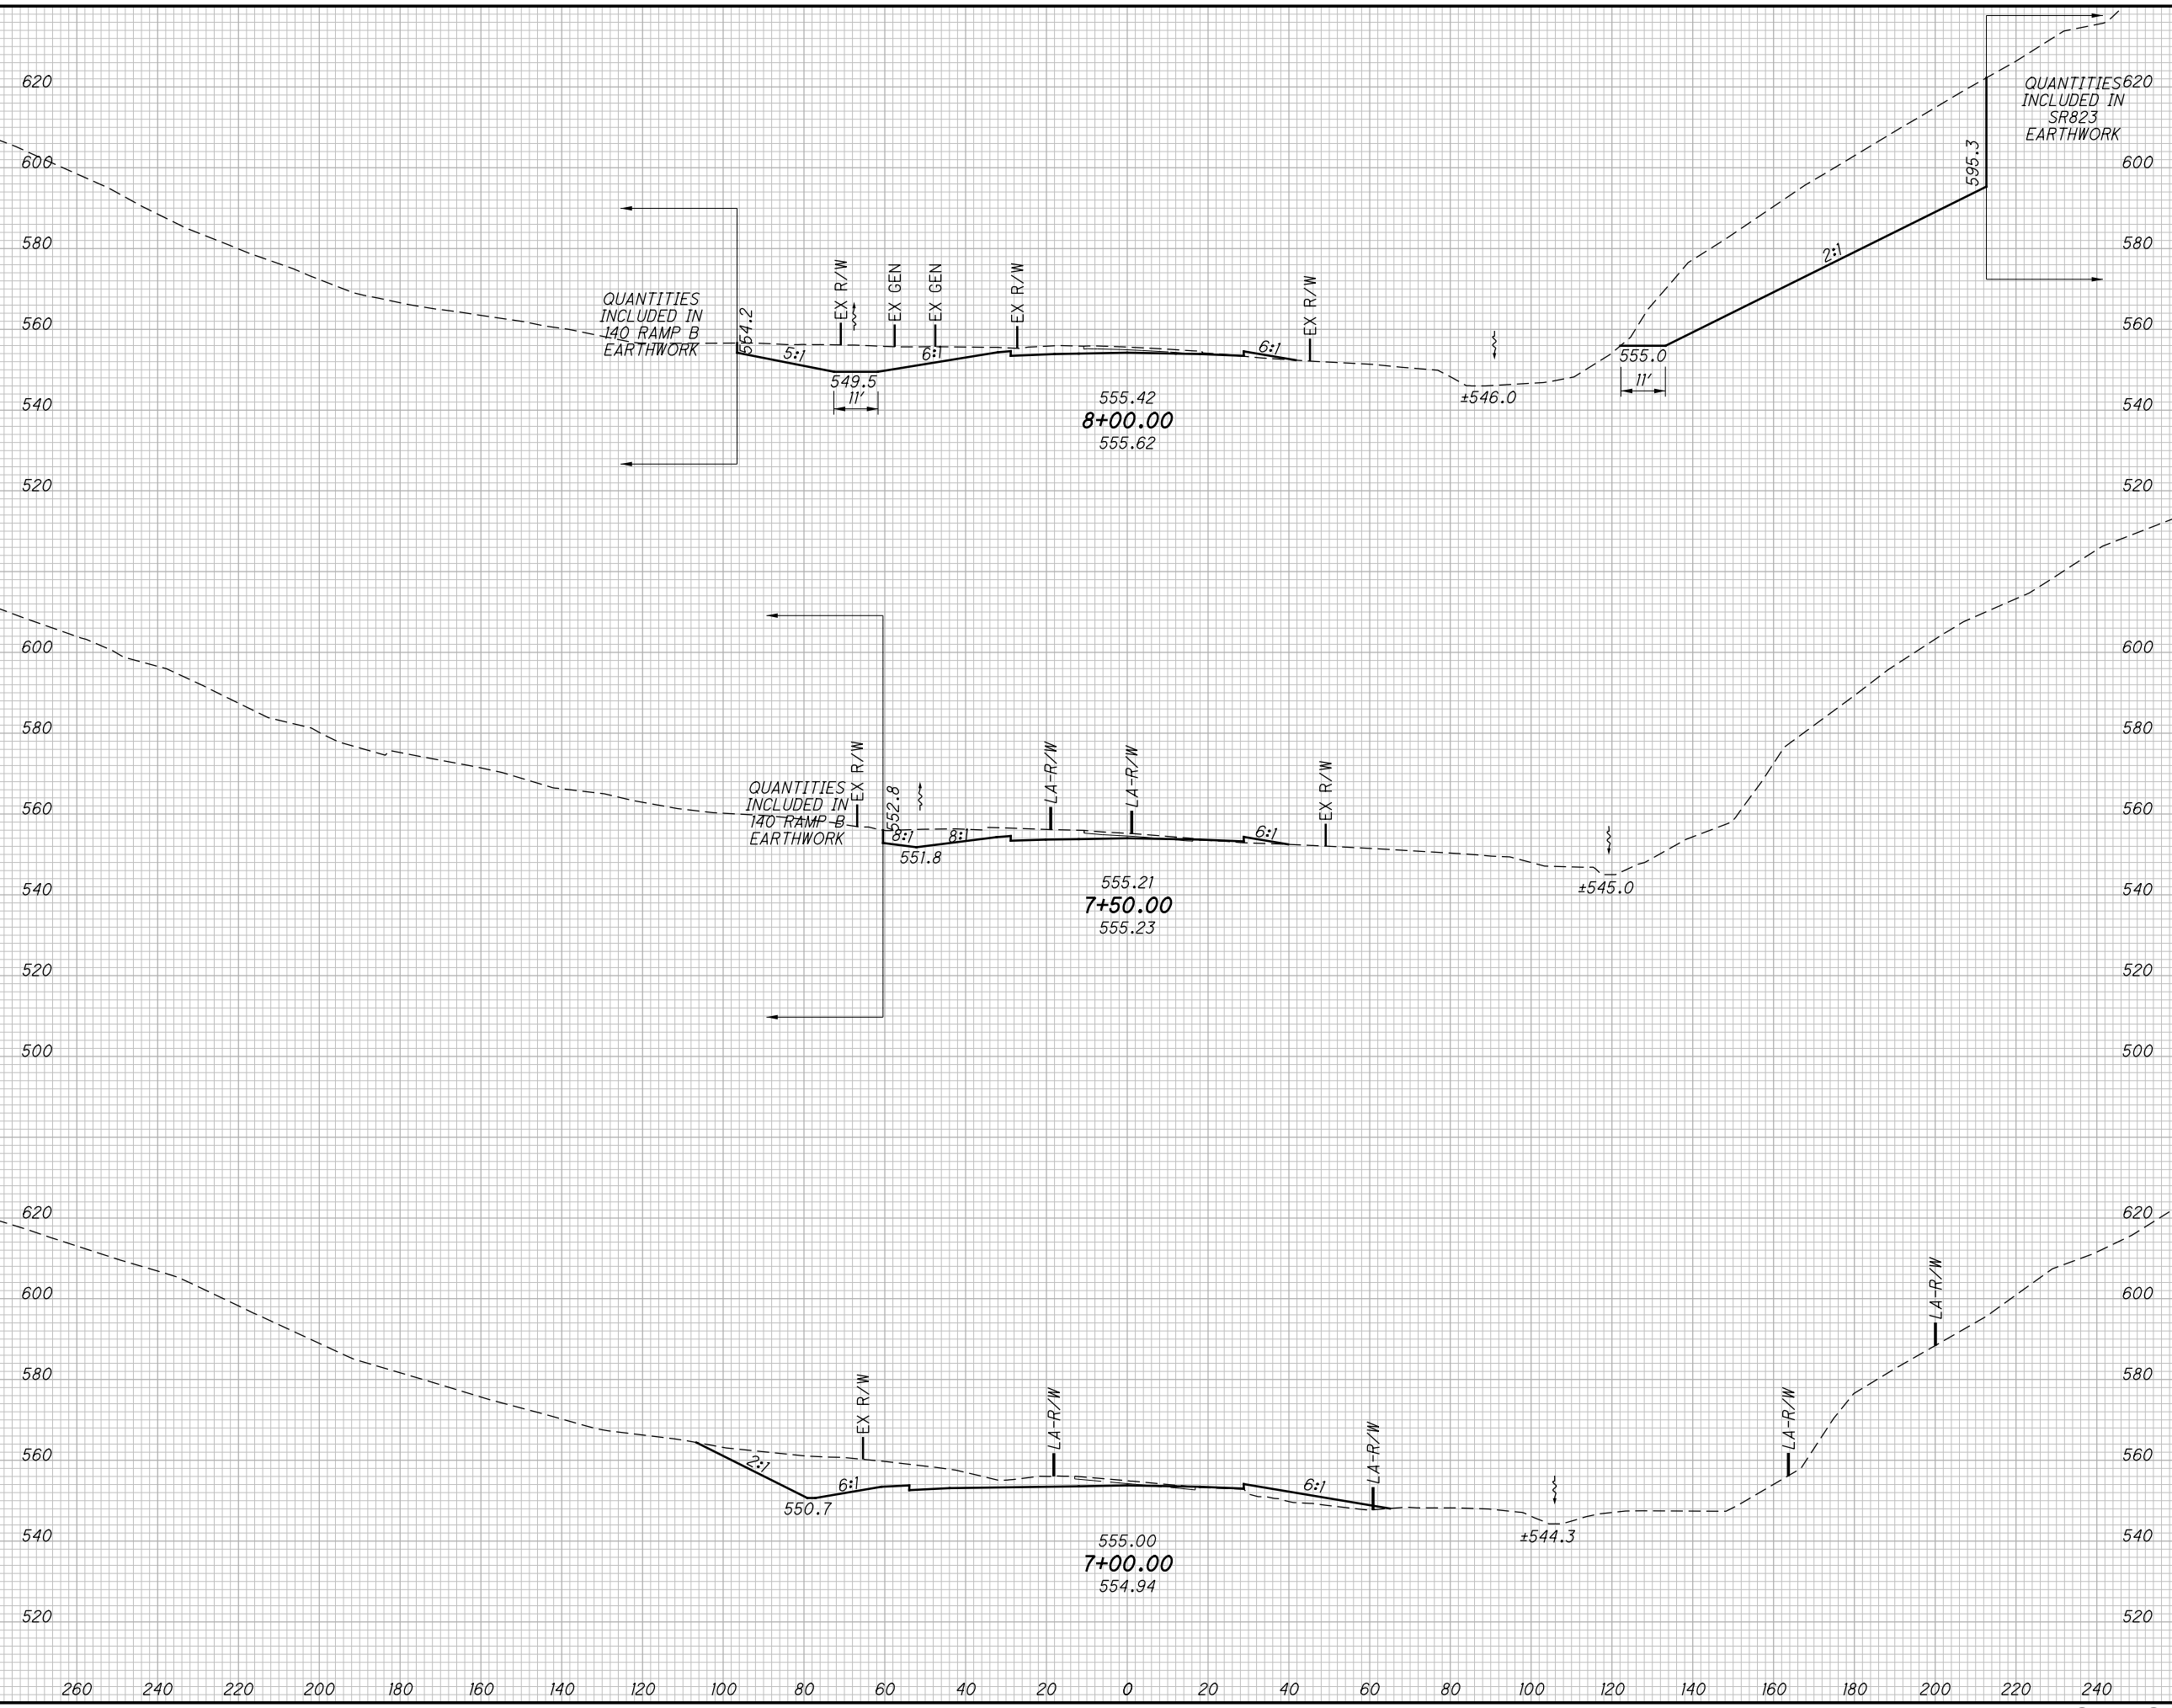 620
QUANTITIES
INCLUDED IN
SR823
EARTHWORK
620
600
595.3
600
580
2:1
580
EX R/W
EX GEN
EX GEN
EX R/W
EX R/W
QUANTITIES
INCLUDED IN
140 RAMP B
EARTHWORK
554.2
560
560
5:1
6:1
6:1
549.5
11'
555.0
11'
±546.0
540
555.42
8+00.00
555.62
540
520
520
600
600
580
580
EX R/W
LA-R/W
LA-R/W
EX R/W
QUANTITIES
INCLUDED IN
140 RAMP B
EARTHWORK
552.8
560
560
8:1
8:1
6:1
551.8
±545.0
540
555.21
7+50.00
555.23
540
520
520
500
500
620
620
600
LA-R/W
600
580
580
EX R/W
LA-R/W
LA-R/W
LA-R/W
560
560
2:1
6:1
6:1
550.7
±544.3
540
555.00
7+00.00
554.94
540
520
520
260 240 220 200 180 160 140 120 100 80 60 40 20 0 20 40 60 80 100 120 140 160 180 200 220 240